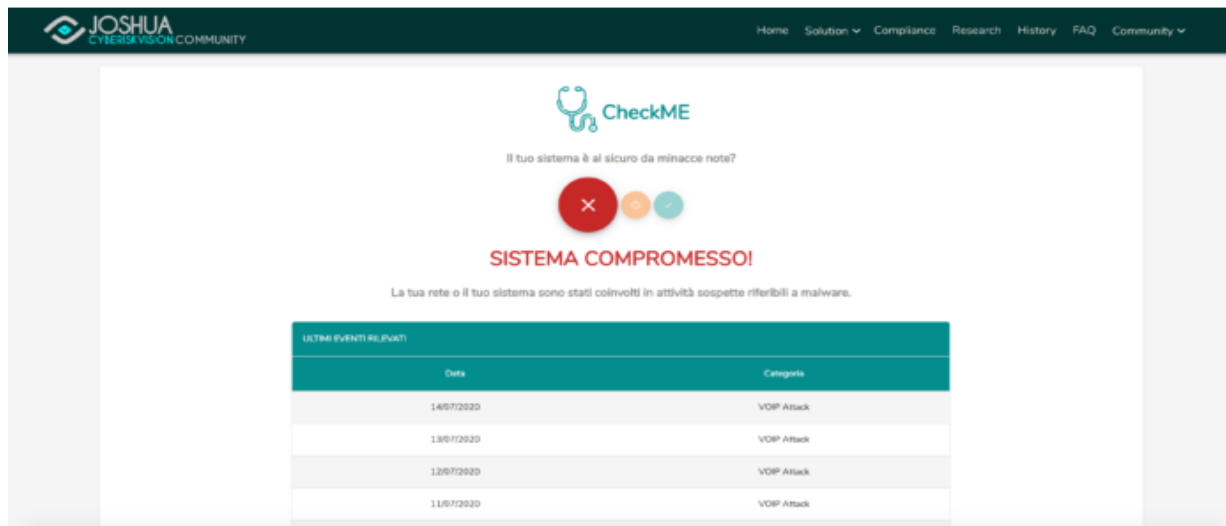 JOSHUA
CYBERISKVISION COMMUNITY
Home Solution Compliance Research History FAQ Community
CheckME
Il tuo sistema è al sicuro da minacce note?
SISTEMA COMPROMESSO!
La tua rete o il tuo sistema sono stati coinvolti in attività sospette riferibili a malware.
ULTIMI EVENTI RILEVATI
Data Categoria
14/07/2020 VOIP Attack
13/07/2020 VOIP Attack
12/07/2020 VOIP Attack
11/07/2020 VOIP Attack